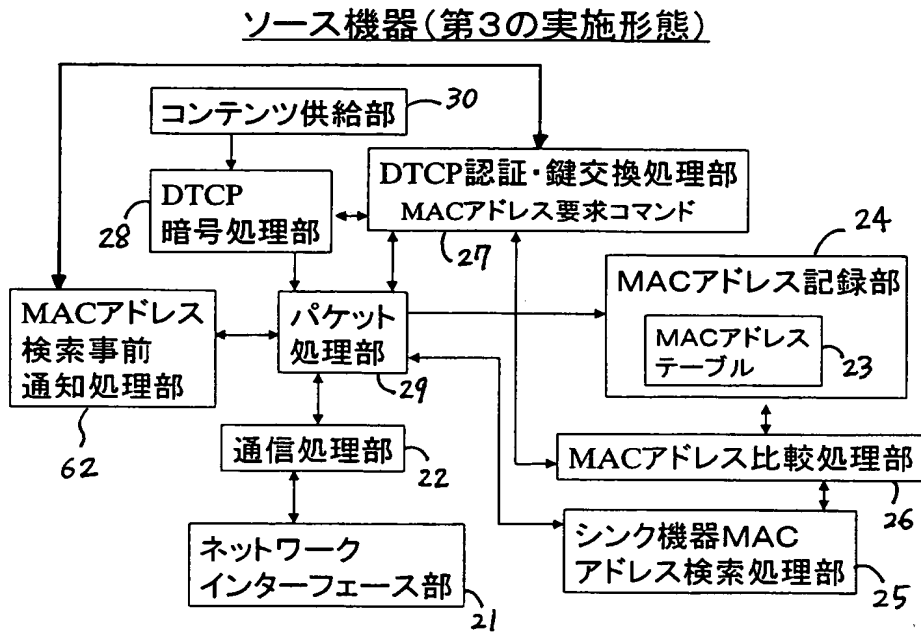 ソース機器(第3の実施形態)
コンテンツ供給部
30
DTCP
暗号処理部
28
DTCP認証・鍵交換処理部
MACアドレス要求コマンド
27
24
MACアドレス記録部
MACアドレス
テーブル
23
MACアドレス
検索事前
通知処理部
62
パケット
処理部
29
通信処理部
22
MACアドレス比較処理部
26
ネットワーク
インターフェース部
21
シンク機器MAC
アドレス検索処理部
25